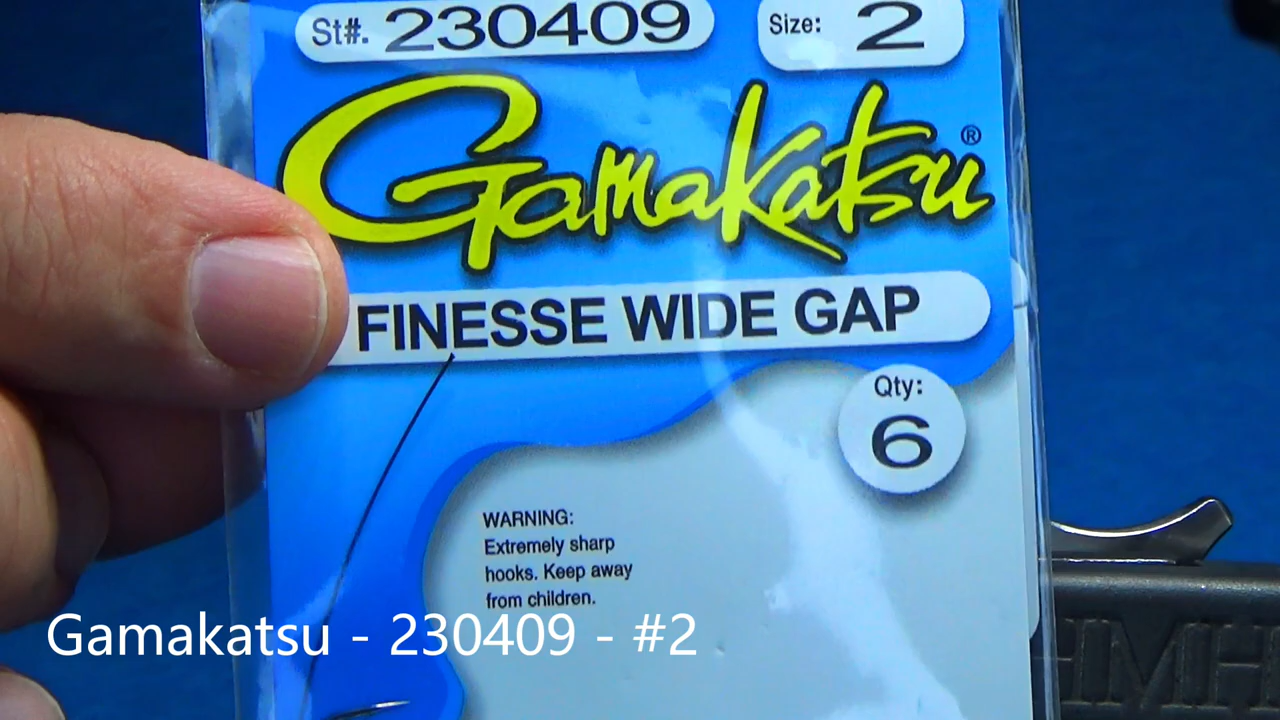 St#. 230409
Size: 2
Gamakatsu®
FINESSE WIDE GAP
Qty:
6
WARNING:
Extremely sharp
hooks. Keep away
from children.
Gamakatsu - 230409 - #2
HMH